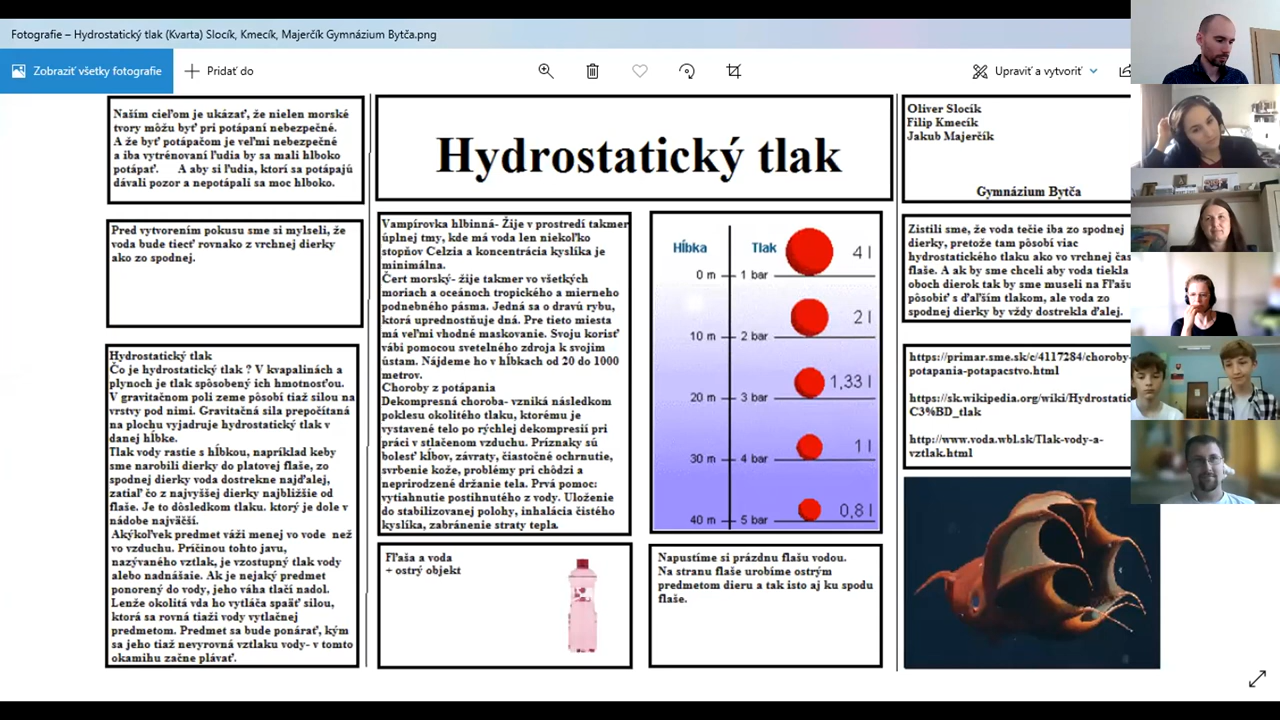 Fotografie – Hydrostatický tlak (Kvarta) Slocík, Kmecík, Majerčík Gymnázium Bytča.png
Zobraziť všetky fotografie
Pridať do
Upraviť a vytvoriť
Naším cieľom je ukázať, že nielen morské
tvory môžu byť pri potápaní nebezpečné.
A že byť potápačom je veľmi nebezpečné
a iba vytrénovaní ľudia by sa mali hlboko
potápať. A aby si ľudia, ktorí sa potápajú
dávali pozor a nepotápali sa moc hlboko.
Hydrostatický tlak
Oliver Slocík
Filip Kmecík
Jakub Majerčík
Gymnázium Bytča
Pred vytvorením pokusu sme si mylseli, že
voda bude tiecť rovnako z vrchnej dierky
ako zo spodnej.
Hydrostatický tlak
Čo je hydrostatický tlak ? V kvapalinách a
plynoch je tlak spôsobený ich hmotnosťou.
V gravitačnom poli zeme pôsobí tiaž silou na
vrstvy pod nimi. Gravitačná sila prepočítaná
na plochu vyjadruje hydrostatický tlak v
danej hĺbke.
Tlak vody rastie s hĺbkou, napríklad keby
sme narobili dierky do platovej flaše, zo
spodnej dierky voda dostrekne najďalej,
zatiaľ čo z najvyššej dierky najbližšie od
flaše. Je to dôsledkom tlaku. ktorý je dole v
nádobe najväčší.
Akýkoľvek predmet váži menej vo vode než
vo vzduchu. Príčinou tohto javu,
nazývaného vztlak, je vzostupný tlak vody
alebo nadnášaie. Ak je nejaký predmet
ponorený do vody, jeho váha tlačí nadol.
Lenže okolitá vda ho vytláča spaäť silou,
ktorá sa rovná tiaži vody vytlačnej
predmetom. Predmet sa bude ponárať, kým
sa jeho tiaž nevyrovná vztlaku vody- v tomto
okamihu začne plávať.
Vampírovka hlbinná- Žije v prostredí takmer
úplnej tmy, kde má voda len niekoľko
stopňov Celzia a koncentrácia kyslíka je
minimálna.
Čert morský- žije takmer vo všetkých
moriach a oceánoch tropického a mierneho
podnebného pásma. Jedná sa o dravú rybu,
ktorá uprednostňuje dná. Pre tieto miesta
má veľmi vhodné maskovanie. Svoju korisť
vábi pomocou svetelného zdroja k svojim
ústam. Nájdeme ho v hĺbkach od 20 do 1000
metrov.
Choroby z potápania
Dekompresná choroba- vzniká následkom
poklesu okolitého tlaku, ktorému je
vystavené telo po rýchlej dekompresii pri
práci v stlačenom vzduchu. Príznaky sú
bolesť kĺbov, závraty, čiastočné ochrnutie,
svrbenie kože, problémy pri chôdzi a
neprirodzené držanie tela. Prvá pomoc:
vytiahnutie postihnutého z vody. Uloženie
do stabilizovanej polohy, inhalácia čistého
kyslíka, zabránenie straty tepla.
Hĺbka Tlak
0 m 1 bar 4 l
10 m 2 bar 2 l
20 m 3 bar 1,33 l
30 m 4 bar 1 l
40 m 5 bar 0,8 l
Zistili sme, že voda tečie iba zo spodnej
dierky, pretože tam pôsobí viac
hydrostatického tlaku ako vo vrchnej čas
flaše. A ak by sme chceli aby voda tiekla
oboch dierok tak by sme museli na Fľašu
pôsobiť s ďaľším tlakom, ale voda zo
spodnej dierky by vždy dostrekla ďalej.
https://primar.sme.sk/c/4117284/choroby-
potapania-potapacstvo.html
https://sk.wikipedia.org/wiki/Hydrostatic
C3%BD_tlak
http://www.voda.wbl.sk/Tlak-vody-a-
vztlak.html
Fľaša a voda
+ ostrý objekt
Napustíme si prázdnu flašu vodou.
Na stranu flaše urobíme ostrým
predmetom dieru a tak isto aj ku spodu
flaše.